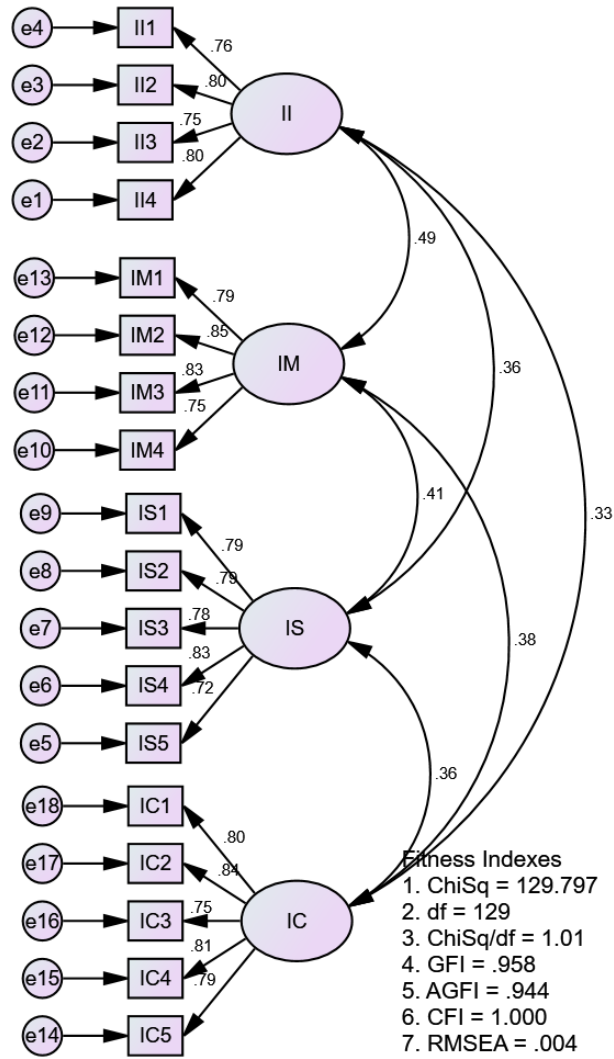 e4 II1 .76
e3 II2 .80
II
e2 II3 .75
e1 II4 .80
.49
e13 IM1 .79
e12 IM2 .85
IM
e11 IM3 .83
e10 IM4 .75
.36
.41
.33
e9 IS1 .79
e8 IS2 .79
IS
e7 IS3 .78
e6 IS4 .83
e5 IS5 .72
.38
.36
e18 IC1 .80
e17 IC2 .84
IC
e16 IC3 .75
e15 IC4 .81
e14 IC5 .79
Fitness Indexes
1. ChiSq = 129.797
2. df = 129
3. ChiSq/df = 1.01
4. GFI = .958
5. AGFI = .944
6. CFI = 1.000
7. RMSEA = .004